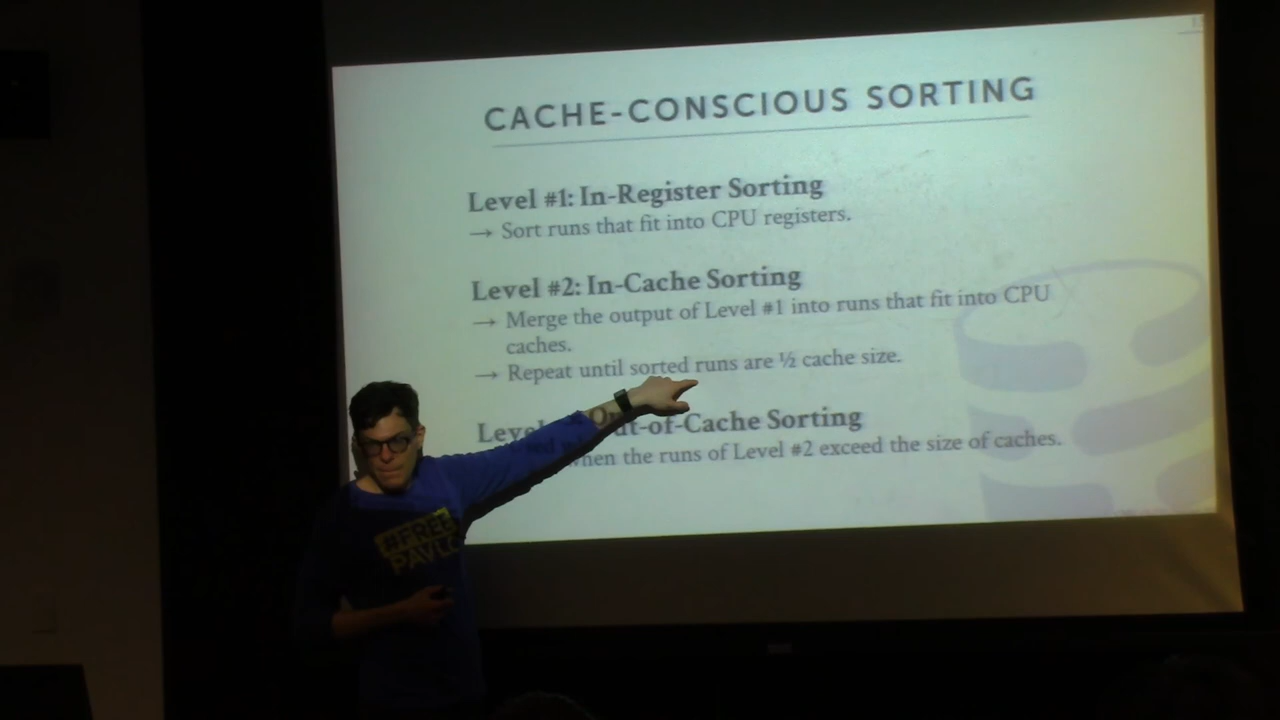 CACHE-CONSCIOUS SORTING
Level #1: In-Register Sorting
→ Sort runs that fit into CPU registers.
Level #2: In-Cache Sorting
→ Merge the output of Level #1 into runs that fit into CPU
caches.
→ Repeat until sorted runs are ½ cache size.
Level Out-of-Cache Sorting
when the runs of Level #2 exceed the size of caches.
#FREE
PAVLO